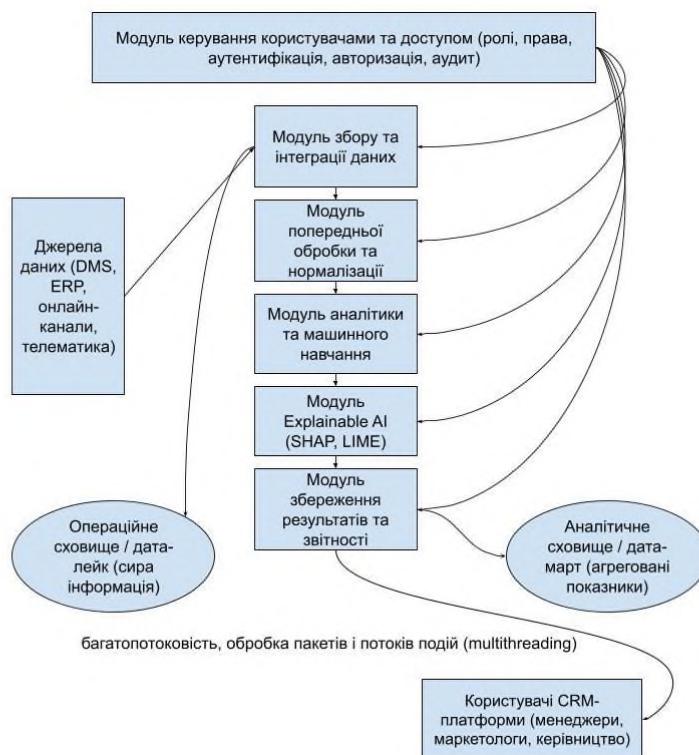 Модуль керування користувачами та доступом (ролі, права,
аутентифікація, авторизація, аудит)
Модуль збору та
інтеграції даних
Модуль
попередньої
обробки та
нормалізації
Джерела
даних (DMS,
ERP,
онлайн-
канали,
телематика)
Модуль аналітики
та машинного
навчання
Модуль
Explainable AI
(SHAP, LIME)
Модуль
збереження
результатів та
звітності
Операційне
сховище / дата-
лейк (сира
інформація)
Аналітичне
сховище / дата-
март (агреговані
показники)
багатопотоковість, обробка пакетів і потоків подій (multithreading)
Користувачі CRM-
платформи (менеджери,
маркетологи, керівництво)